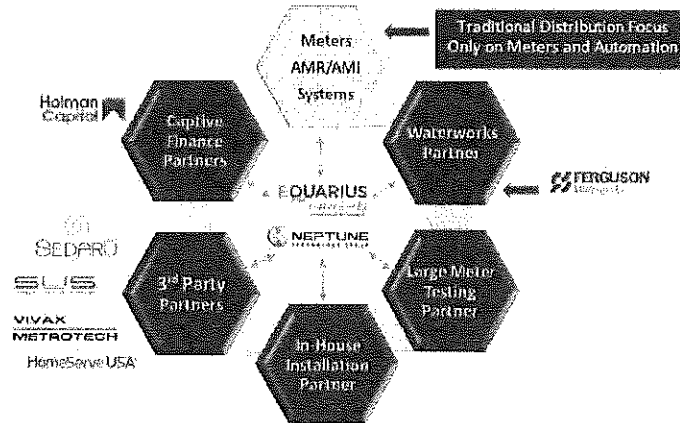 Traditional Distribution Focus
Only on Meters and Automation
Meters
AMR/AMI
Systems
Holman
Capital
Captive
Finance
Partners
Waterworks
Partner
EQUARIUS
FERGUSON
NEPTUNE
SEDARU
SUS
VIVAX
METROTECH
HomeServe USA
3rd Party
Partners
Large Meter
Testing
Partner
In-House
Installation
Partner